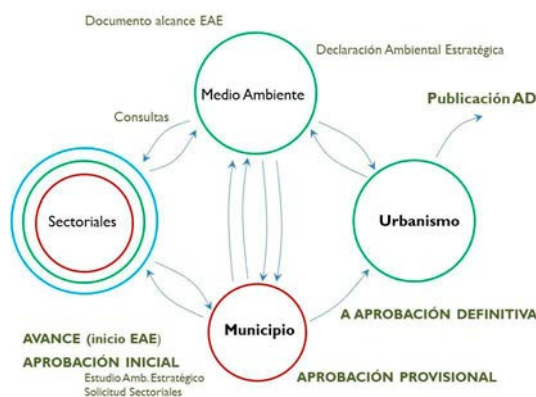 Documento alcance EAE
Declaración Ambiental Estratégica
Medio Ambiente
Publicación AD
Consultas
Sectoriales
Urbanismo
Municipio
A APROBACIÓN DEFINITIVA
AVANCE (inicio EAE)
APROBACIÓN INICIAL
Estudio Amb. Estratégico
Solicitud Sectoriales
APROBACIÓN PROVISIONAL